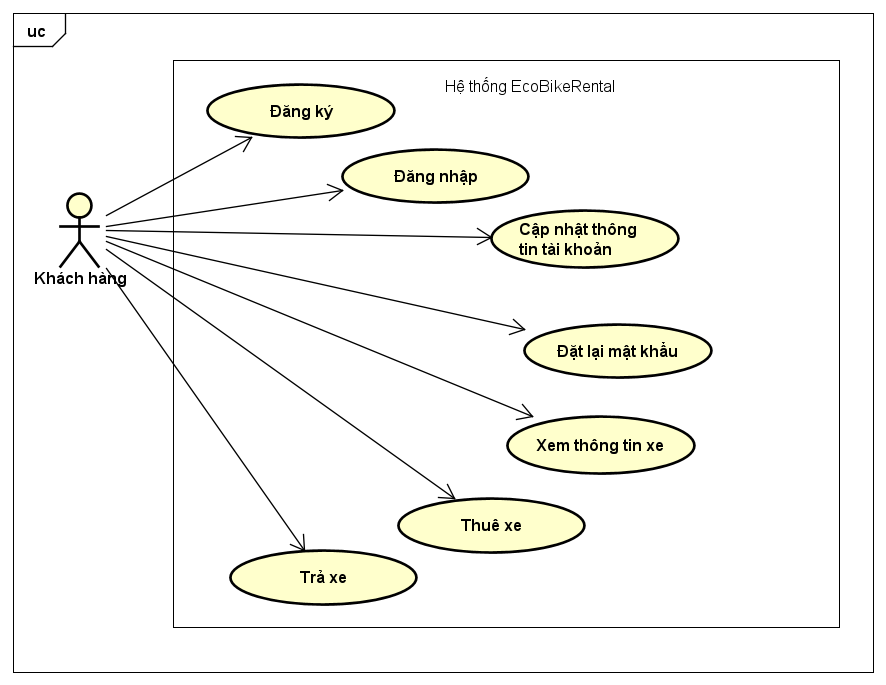 uc
Hệ thống EcoBikeRental
Đăng ký
Đăng nhập
Cập nhật thông
tin tài khoản
Khách hàng
Đặt lại mật khẩu
Xem thông tin xe
Thuê xe
Trả xe